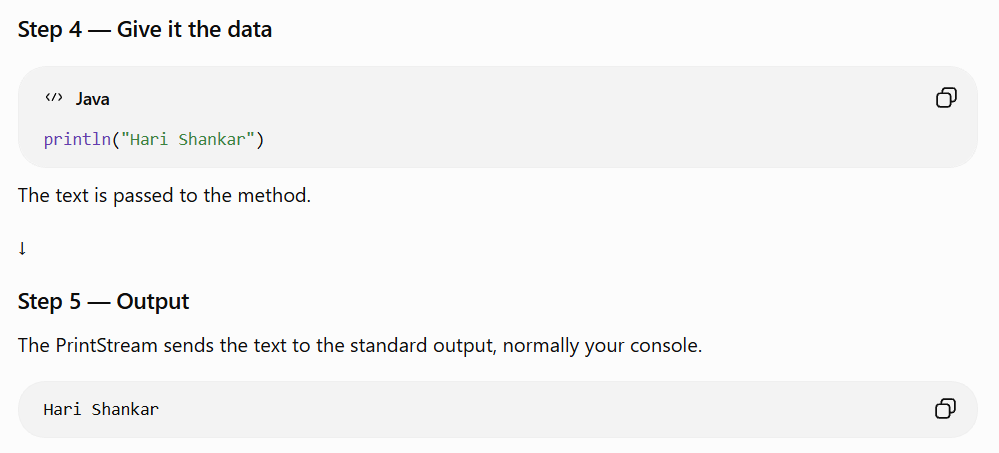 Step 4 — Give it the data
</> Java
println("Hari Shankar")
The text is passed to the method.
↓
Step 5 — Output
The PrintStream sends the text to the standard output, normally your console.
Hari Shankar